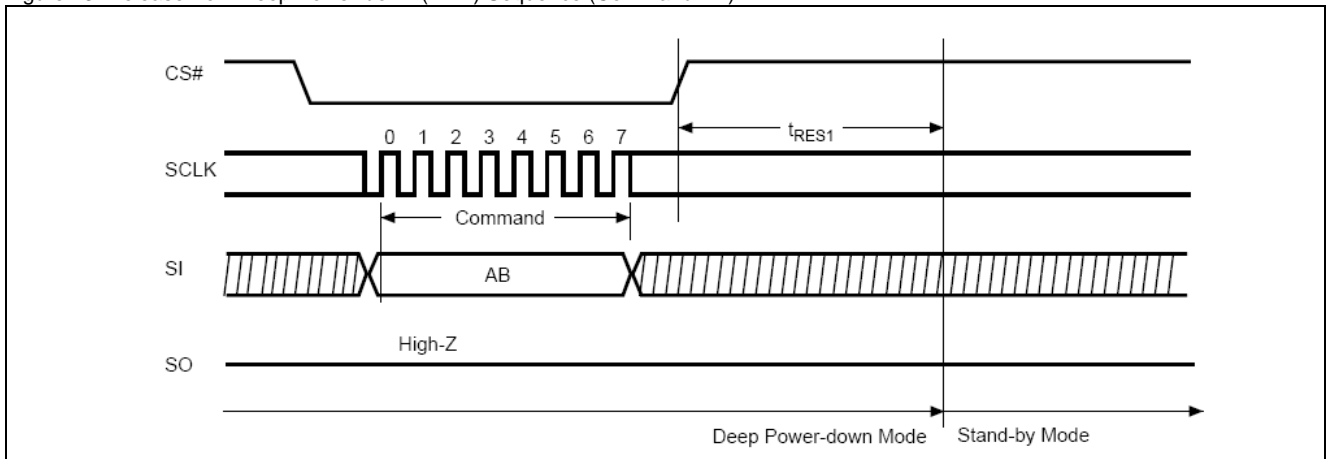 CS#
tRES1
0 1 2 3 4 5 6 7
SCLK
Command
SI
AB
High-Z
SO
Deep Power-down Mode Stand-by Mode